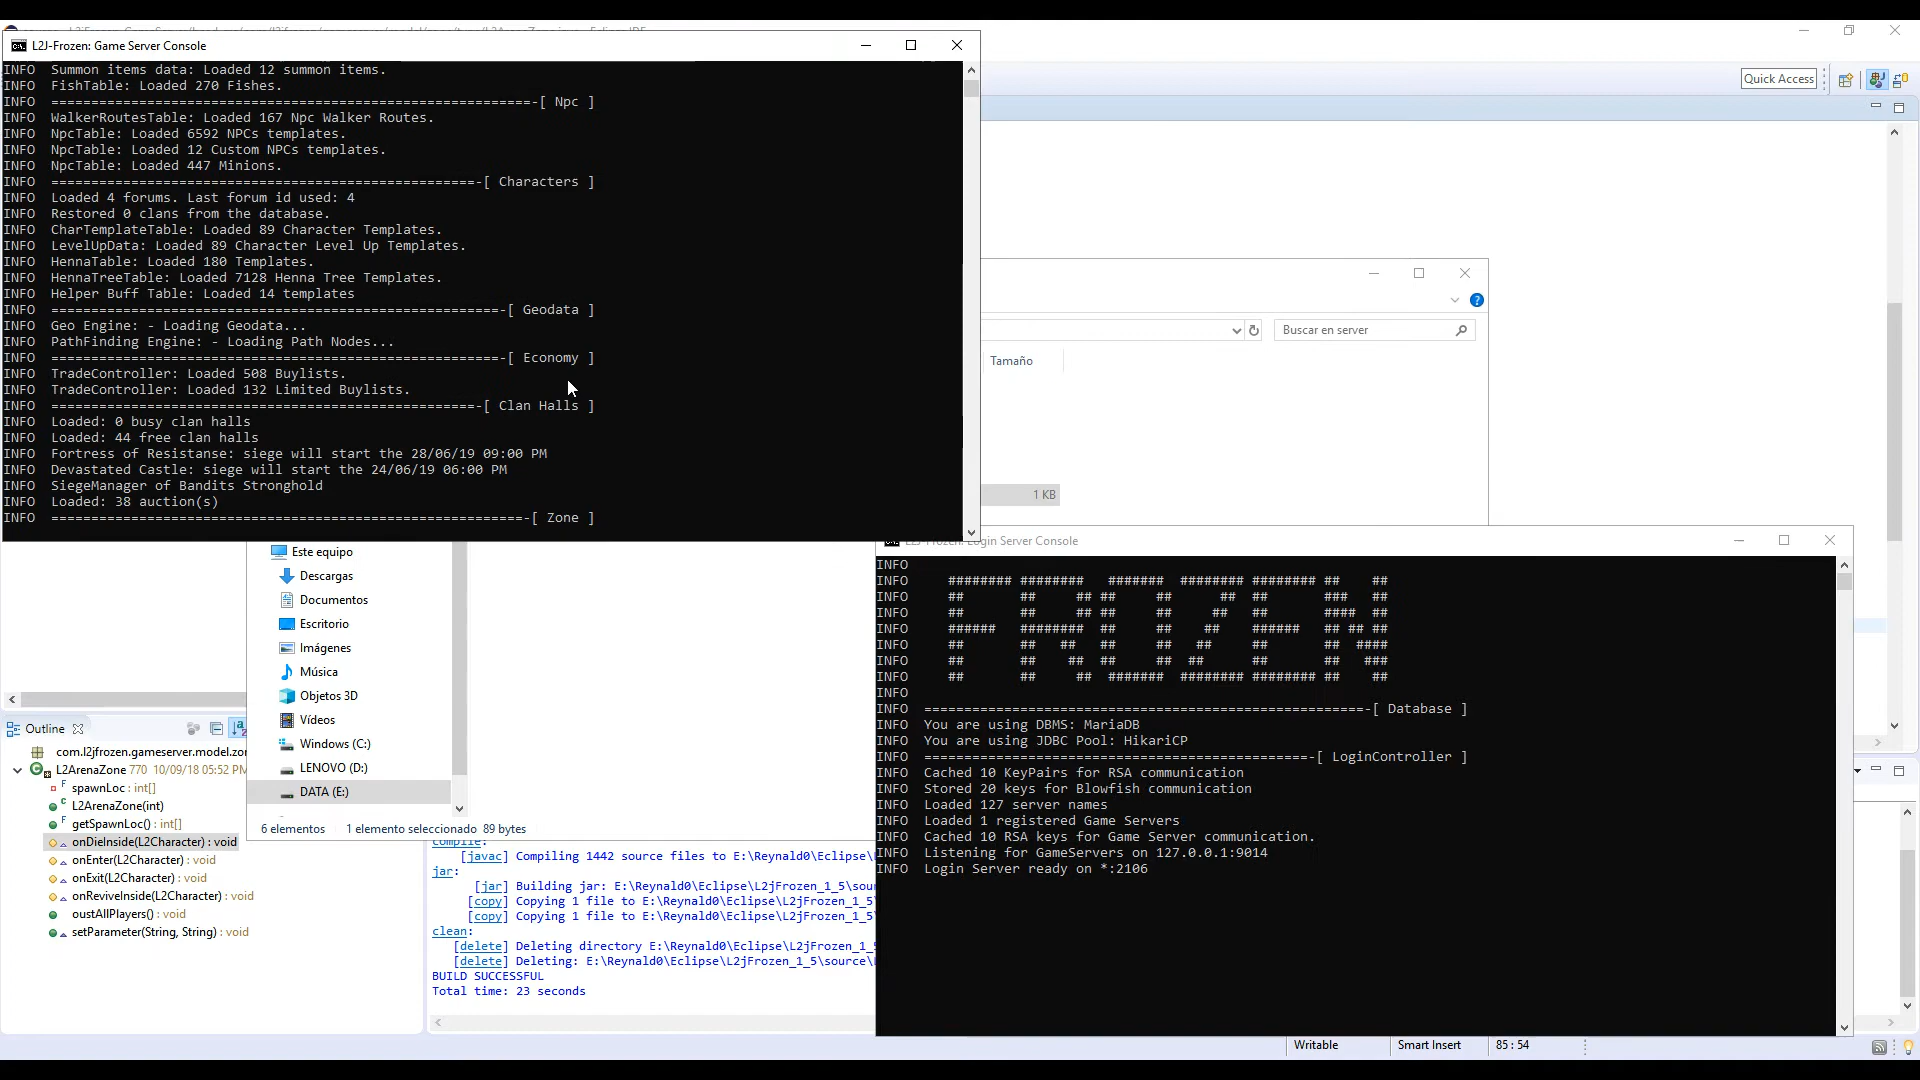 L2J-Frozen: Game Server Console
INFO Summon items data: Loaded 12 summon items.
INFO FishTable: Loaded 270 Fishes.
INFO ============================================================-[ Npc ]
INFO WalkerRoutesTable: Loaded 167 Npc Walker Routes.
INFO NpcTable: Loaded 6592 NPCs templates.
INFO NpcTable: Loaded 12 Custom NPCs templates.
INFO NpcTable: Loaded 447 Minions.
INFO =====================================================-[ Characters ]
INFO Loaded 4 forums. Last forum id used: 4
INFO Restored 0 clans from the database.
INFO CharTemplateTable: Loaded 89 Character Templates.
INFO LevelUpData: Loaded 89 Character Level Up Templates.
INFO HennaTable: Loaded 180 Templates.
INFO HennaTreeTable: Loaded 7128 Henna Tree Templates.
INFO Helper Buff Table: Loaded 14 templates
INFO ========================================================-[ Geodata ]
INFO Geo Engine: - Loading Geodata...
INFO PathFinding Engine: - Loading Path Nodes...
INFO ========================================================-[ Economy ]
INFO TradeController: Loaded 508 Buylists.
INFO TradeController: Loaded 132 Limited Buylists.
INFO =====================================================-[ Clan Halls ]
INFO Loaded: 0 busy clan halls
INFO Loaded: 44 free clan halls
INFO Fortress of Resistanse: siege will start the 28/06/19 09:00 PM
INFO Devastated Castle: siege will start the 24/06/19 06:00 PM
INFO SiegeManager of Bandits Stronghold
INFO Loaded: 38 auction(s)
INFO ===========================================================-[ Zone ]
Quick Access
Buscar en server
Tamaño
1 KB
Este equipo
Descargas
Documentos
Escritorio
Imágenes
Música
Objetos 3D
Vídeos
Windows (C:)
LENOVO (D:)
DATA (E:)
6 elementos 1 elemento seleccionado 89 bytes
Outline
com.l2jfrozen.gameserver.model.zor
L2ArenaZone 770 10/09/18 05:52 PM
spawnLoc : int[]
L2ArenaZone(int)
getSpawnLoc() : int[]
onDieInside(L2Character) : void
onEnter(L2Character) : void
onExit(L2Character) : void
onReviveInside(L2Character) : void
oustAllPlayers() : void
setParameter(String, String) : void
compile:
[javac] Compiling 1442 source files to E:\Reynald0\Eclipse\
jar:
[jar] Building jar: E:\Reynald0\Eclipse\L2jFrozen_1_5\sou
[copy] Copying 1 file to E:\Reynald0\Eclipse\L2jFrozen_1_5
[copy] Copying 1 file to E:\Reynald0\Eclipse\L2jFrozen_1_5
clean:
[delete] Deleting directory E:\Reynald0\Eclipse\L2jFrozen_1_
[delete] Deleting: E:\Reynald0\Eclipse\L2jFrozen_1_5\source\
BUILD SUCCESSFUL
Total time: 23 seconds
L2J-Frozen: Login Server Console
INFO
INFO ######## ######## ####### ######## ######## ## ##
INFO ## ## ## ## ## ## ## ### ##
INFO ## ## ## ## ## ## ## #### ##
INFO ###### ######## ## ## ## ###### ## ## ##
INFO ## ## ## ## ## ## ## ## ####
INFO ## ## ## ## ## ## ## ## ###
INFO ## ## ## ####### ######## ######## ## ##
INFO
INFO =======================================================-[ Database ]
INFO You are using DBMS: MariaDB
INFO You are using JDBC Pool: HikariCP
INFO ================================================-[ LoginController ]
INFO Cached 10 KeyPairs for RSA communication
INFO Stored 20 keys for Blowfish communication
INFO Loaded 127 server names
INFO Loaded 1 registered Game Servers
INFO Cached 10 RSA keys for Game Server communication.
INFO Listening for GameServers on 127.0.0.1:9014
INFO Login Server ready on *:2106
Writable Smart Insert 85 : 54